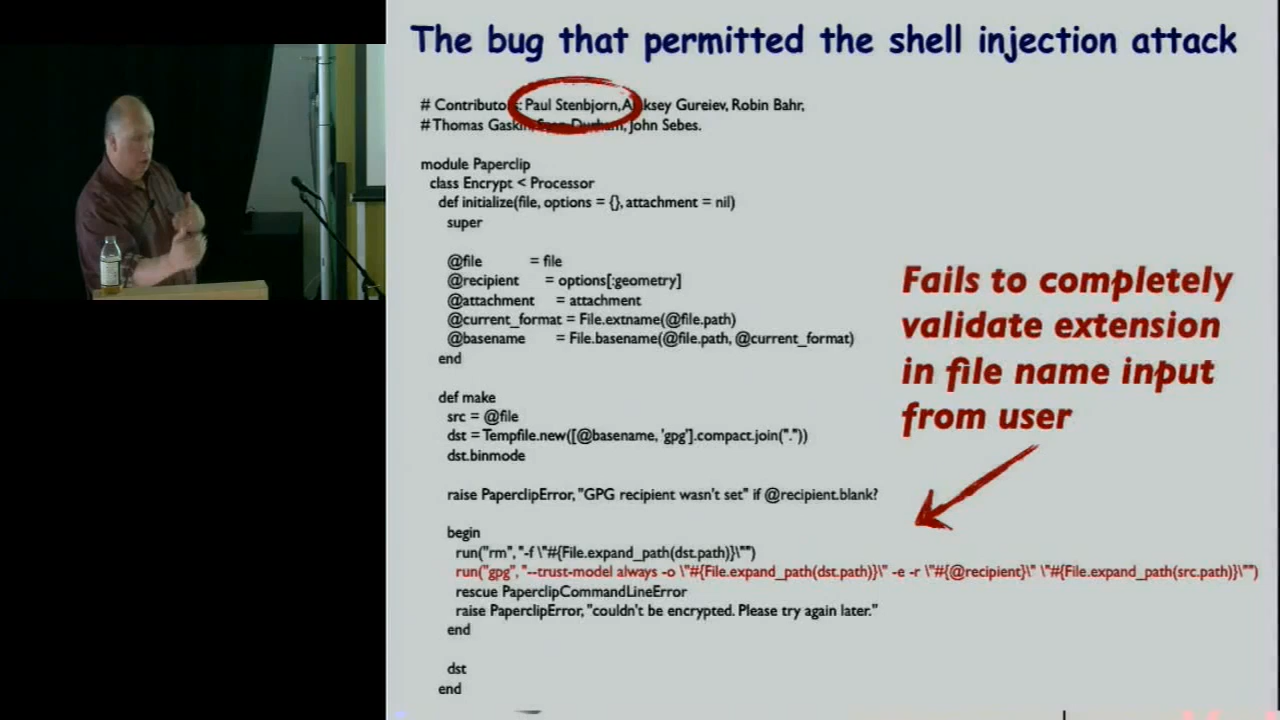 The bug that permitted the shell injection attack
# Contributors: Paul Stenbjorn, Aleksey Gureiev, Robin Bahr,
# Thomas Gaskin, Sean Durham, John Sebes.
module Paperclip
class Encrypt < Processor
def initialize(file, options = {}, attachment = nil)
super
@file = file
@recipient = options[:geometry]
@attachment = attachment
@current_format = File.extname(@file.path)
@basename = File.basename(@file.path, @current_format)
end
def make
src = @file
dst = Tempfile.new([@basename, 'gpg'].compact.join("."))
dst.binmode
raise PaperclipError, "GPG recipient wasn't set" if @recipient.blank?
begin
run("rm", "-f \"#{File.expand_path(dst.path)}\"")
run("gpg", "--trust-model always -o \"#{File.expand_path(dst.path)}\" -e -r \"#{@recipient}\" \"#{File.expand_path(src.path)}\"")
rescue PaperclipCommandLineError
raise PaperclipError, "couldn't be encrypted. Please try again later."
end
dst
end
Fails to completely
validate extension
in file name input
from user